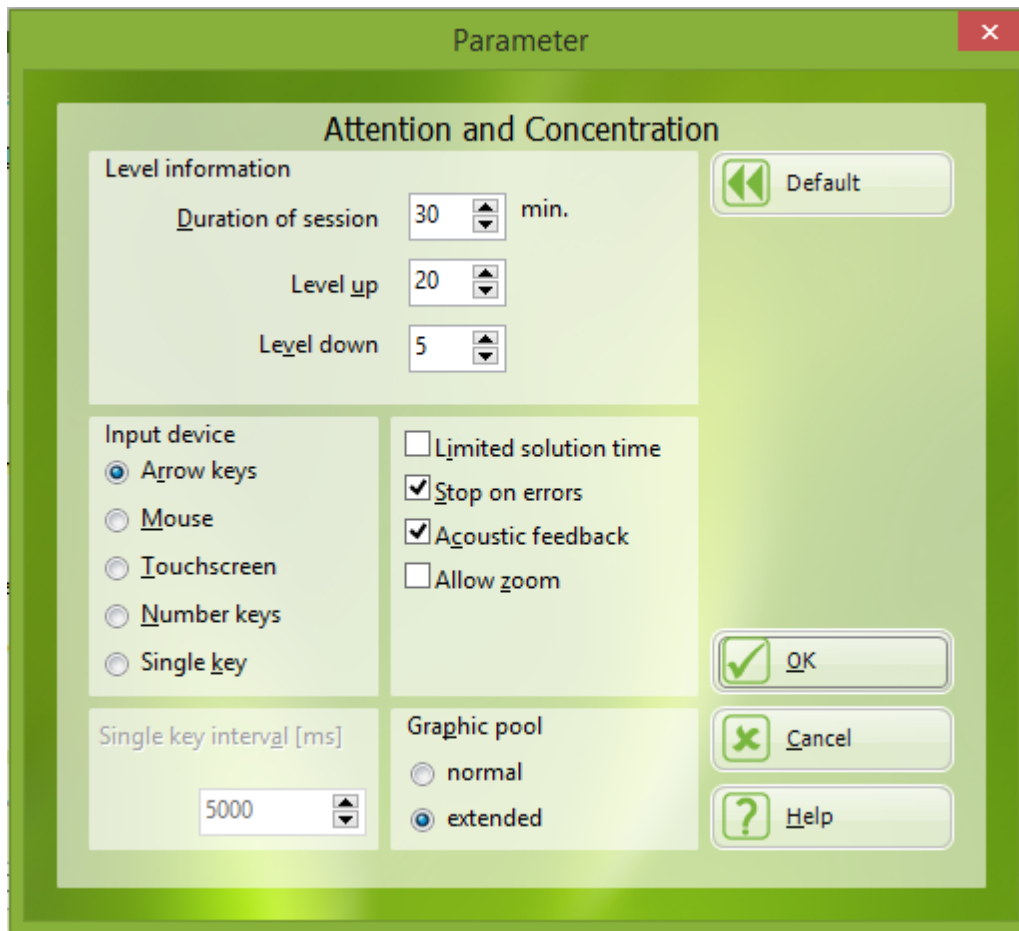 Parameter
Attention and Concentration
Level information
Duration of session 30 min.
Level up 20
Level down 5
Default
Input device
Arrow keys
Mouse
Touchscreen
Number keys
Single key
Limited solution time
Stop on errors
Acoustic feedback
Allow zoom
Single key interval [ms]
5000
Graphic pool
normal
extended
OK
Cancel
Help